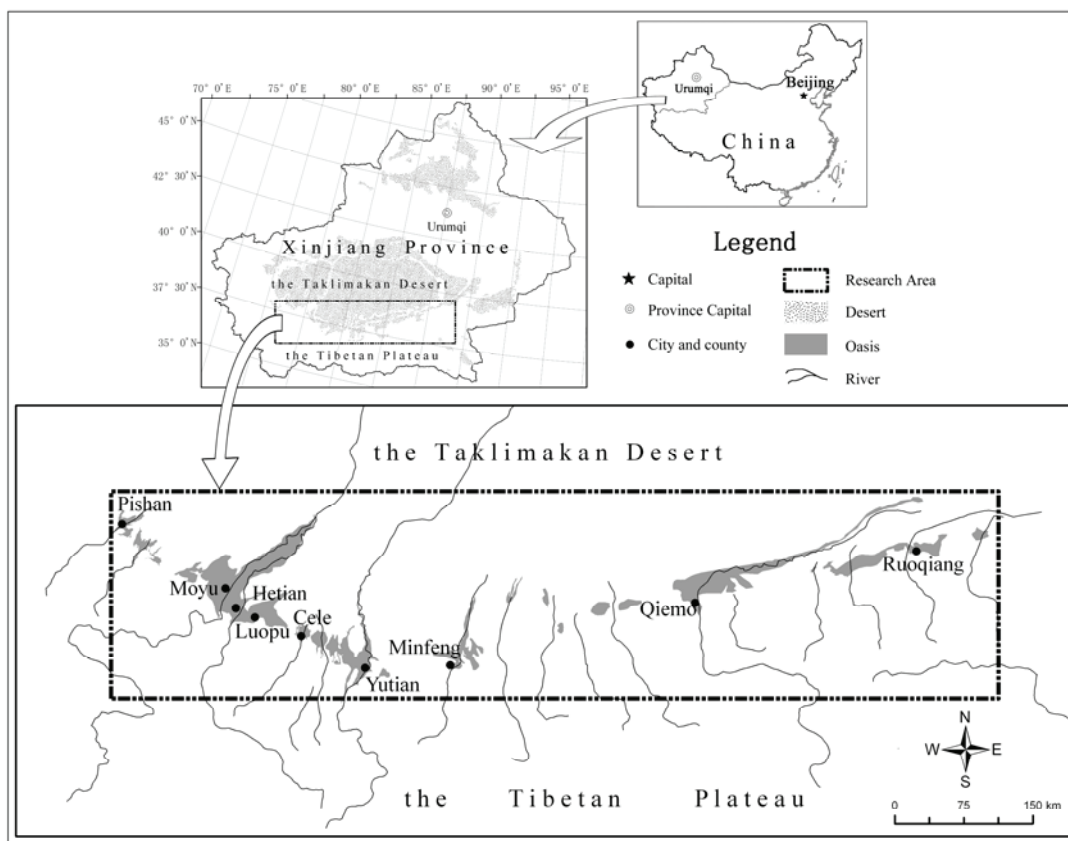 70° 0′E 75° 0′E 80° 0′E 85° 0′E 90° 0′E 95° 0′E
45° 0′N
42° 30′N
40° 0′N
37° 30′N
35° 0′N
Urumqi
Xinjiang Province
the Taklimakan Desert
the Tibetan Plateau
Urumqi
Beijing
China
Legend
Capital
Province Capital
City and county
Research Area
Desert
Oasis
River
the Taklimakan Desert
Pishan
Moyu
Hetian
Luopu
Cele
Yutian
Minfeng
Qiemo
Ruoqiang
the Tibetan Plateau
N
W E
S
0 75 150 km